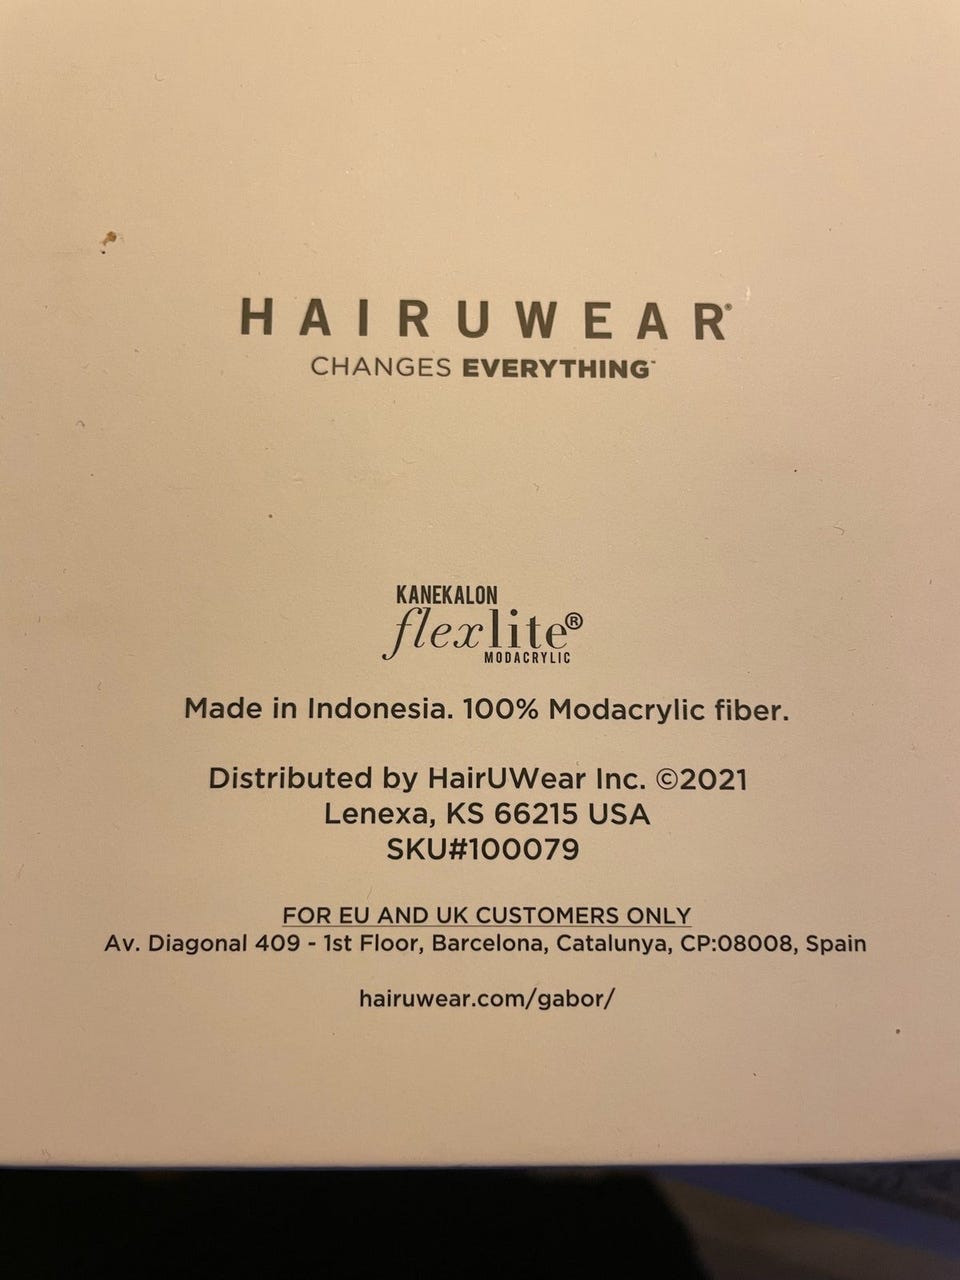 HAIRUWEAR®
CHANGES EVERYTHING™
KANEKALON
flexlite®
MODACRYLIC
Made in Indonesia. 100% Modacrylic fiber.
Distributed by HairUWear Inc. ©2021
Lenexa, KS 66215 USA
SKU#100079
FOR EU AND UK CUSTOMERS ONLY
Av. Diagonal 409 - 1st Floor, Barcelona, Catalunya, CP:08008, Spain
hairuwear.com/gabor/